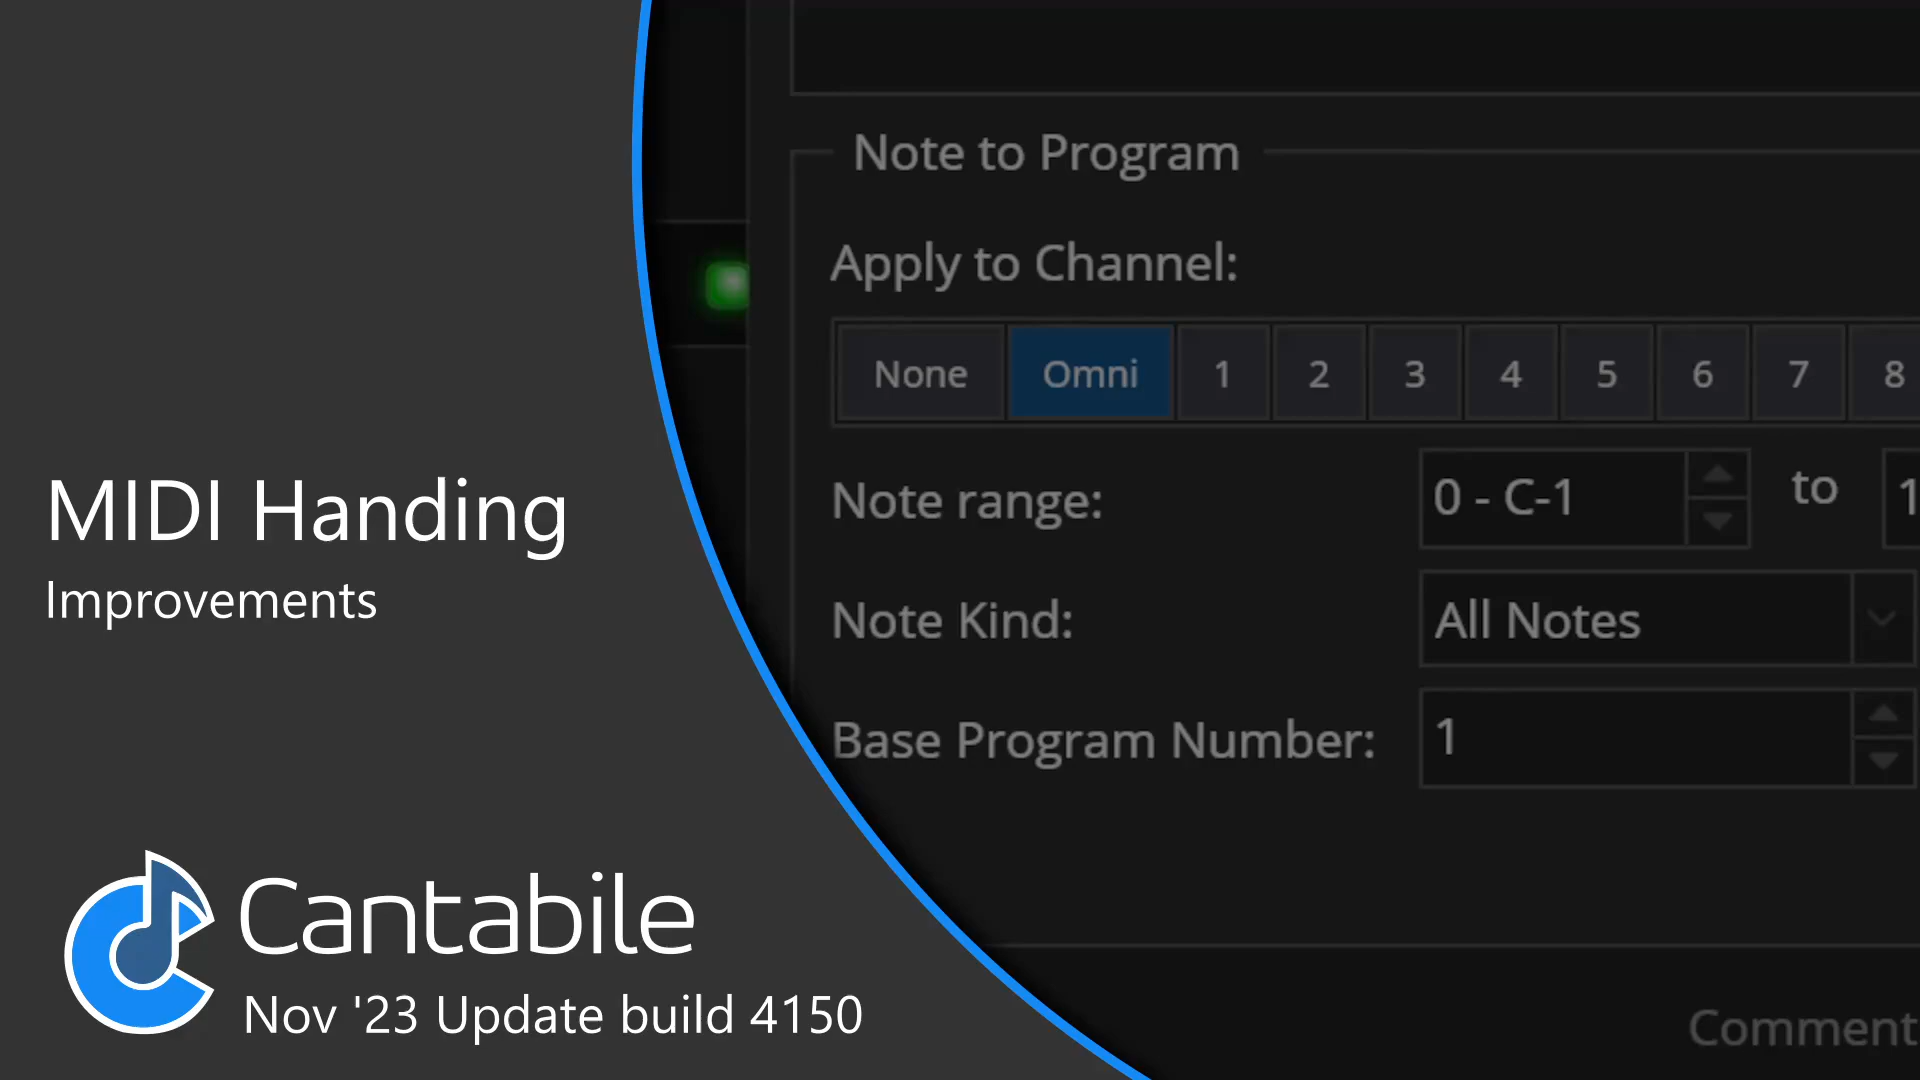 MIDI Handing
Improvements
Cantabile
Nov '23 Update build 4150
Note to Program
Apply to Channel:
None Omni 1 2 3 4 5 6 7 8
Note range: 0 - C-1 to 1
Note Kind: All Notes
Base Program Number: 1
Comment